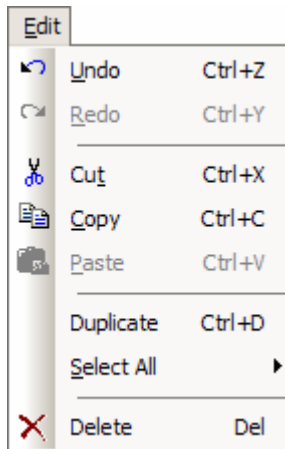 Edit
Undo Ctrl+Z
Redo Ctrl+Y
Cut Ctrl+X
Copy Ctrl+C
Paste Ctrl+V
Duplicate Ctrl+D
Select All
Delete Del